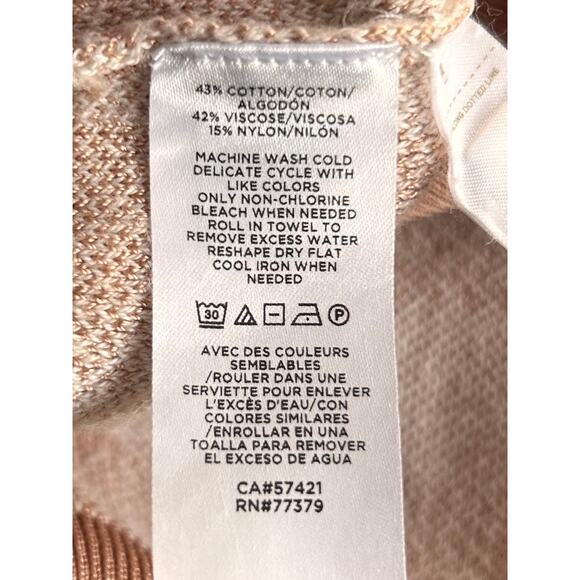 43% COTTON/COTON/
ALGODÓN
42% VISCOSE/VISCOSA
15% NYLON/NILÓN
MACHINE WASH COLD
DELICATE CYCLE WITH
LIKE COLORS
ONLY NON-CHLORINE
BLEACH WHEN NEEDED
ROLL IN TOWEL TO
REMOVE EXCESS WATER
RESHAPE DRY FLAT
COOL IRON WHEN
NEEDED
30 P
AVEC DES COULEURS
SEMBLABLES
/ROULER DANS UNE
SERVIETTE POUR ENLEVER
L'EXCÈS D'EAU/CON
COLORES SIMILARES
/ENROLLAR EN UNA
TOALLA PARA REMOVER
EL EXCESO DE AGUA
CA#57421
RN#77379
DOTTED LINE